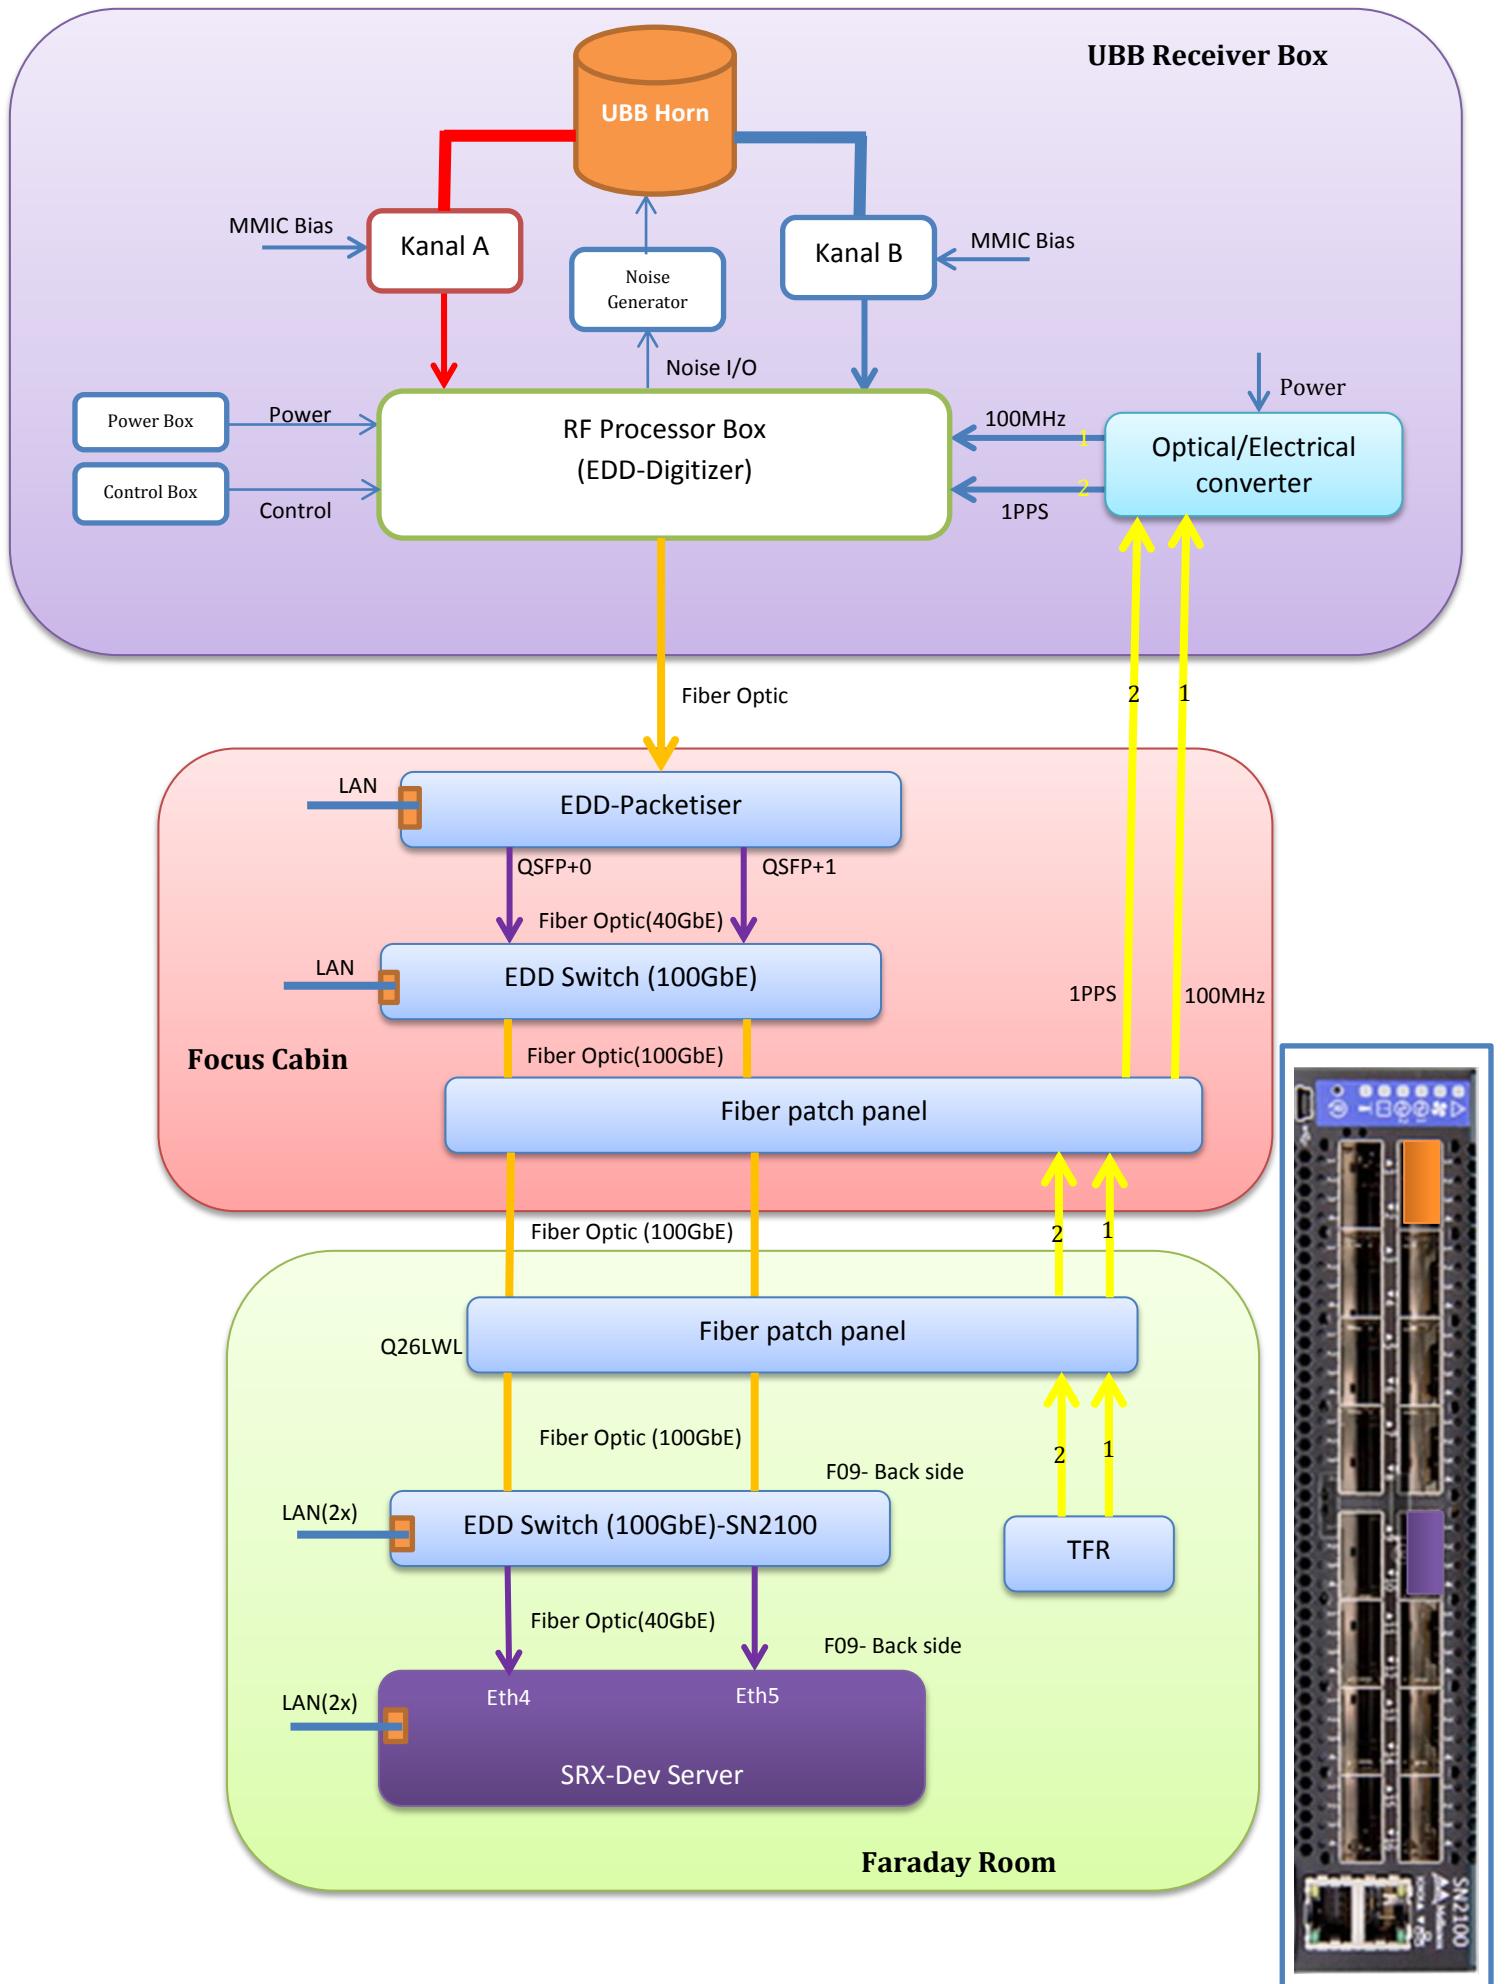 UBB Receiver Box
UBB Horn
MMIC Bias
Kanal A
Kanal B
MMIC Bias
Noise
Generator
Noise I/O
Power
Power Box
Power
RF Processor Box
(EDD-Digitizer)
100MHz
1
Optical/Electrical
converter
Control Box
Control
2
1PPS
Fiber Optic
2
1
LAN
EDD-Packetiser
QSFP+0
QSFP+1
Fiber Optic(40GbE)
LAN
EDD Switch (100GbE)
1PPS
100MHz
Focus Cabin
Fiber Optic(100GbE)
Fiber patch panel
Fiber Optic (100GbE)
2
1
Fiber patch panel
Q26LWL
Fiber Optic (100GbE)
2
1
F09- Back side
LAN(2x)
EDD Switch (100GbE)-SN2100
TFR
Fiber Optic(40GbE)
F09- Back side
LAN(2x)
Eth4
Eth5
SRX-Dev Server
Faraday Room
SN2100